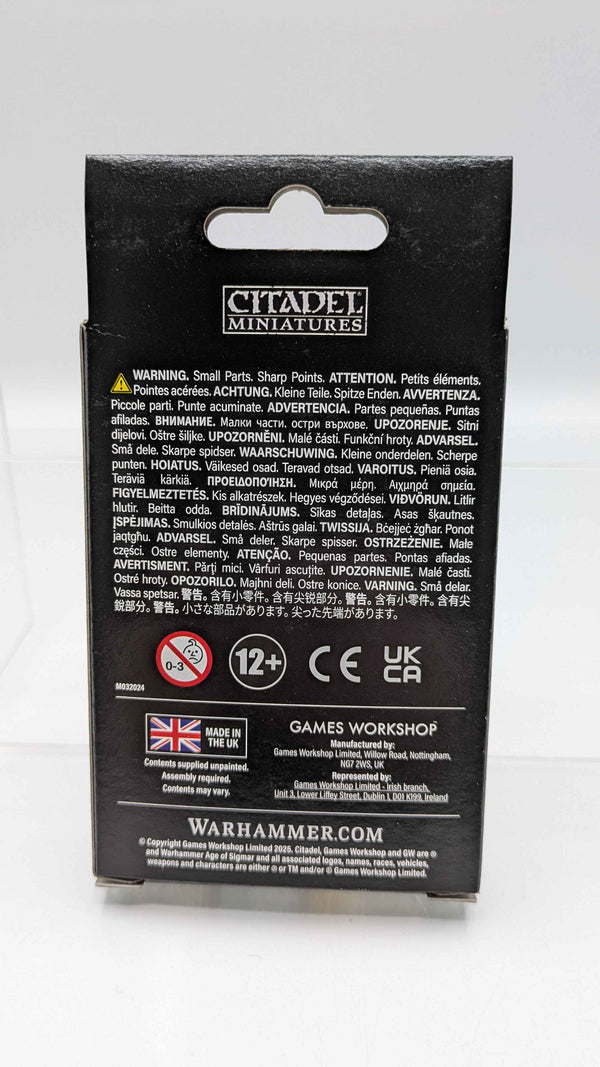 CITADEL
MINIATURES
WARNING. Small Parts. Sharp Points. ATTENTION. Petits éléments.
Pointes acérées. ACHTUNG. Kleine Teile. Spitze Enden. AVVERTENZA.
Piccole parti. Punte acuminate. ADVERTENCIA. Partes pequeñas. Puntas
afiladas. ВНИМАНИЕ. Малки части. остри върхове. UPOZORENJE. Sitni
dijelovi. Oštre šiljke. UPOZORNĚNI. Malé části. Funkční hroty. ADVARSEL.
Små dele. Skarpe spidser. WAARSCHUWING. Kleine onderdelen. Scherpe
punten. HOIATUS. Väikesed osad. Teravad otsad. VAROITUS. Pieniä osia.
Teräviä kärkiä. ΠΡΟΕΙΔΟΠΟΊΗΣΗ. Μικρά μέρη. Αιχμηρά σημεία.
FIGYELMEZTETÉS. Kis alkatrészek. Hegyes végződései. VIÐVÖRUN. Litlir
hlutir. Beitta odda. BRĪDINĀJUMS. Sīkas detaļas. Asas šķautnes.
ĮSPĖJIMAS. Smulkios detalės. Aštrūs galai. TWISSIJA. Bċejjeċ żgħar. Ponot
jaqtgħu. ADVARSEL. Små deler. Skarpe spisser. OSTRZEŻENIE. Małe
części. Ostre elementy. ATENÇÃO. Pequenas partes. Pontas afiadas.
AVERTISMENT. Părți mici. Vârfuri ascuțite. UPOZORNENIE. Malé časti.
Ostré hroty. OPOZORILO. Majhni deli. Ostre konice. VARNING. Små delar.
Vassa spetsar. 警告。含有小零件。含有尖锐部分。警告。含有小零件。含有尖
銳部分。警告。小さな部品があります。尖った先端があります。
0-3
12+
CE
UK
CA
M032024
MADE IN
THE UK
Contents supplied unpainted.
Assembly required.
Contents may vary.
GAMES WORKSHOP
Manufactured by:
Games Workshop Limited, Willow Road, Nottingham,
NG7 2WS, UK
Represented by:
Games Workshop Limited - Irish branch,
Unit 3, Lower Liffey Street, Dublin 1, D01 K199, Ireland
WARHAMMER.COM
© Copyright Games Workshop Limited 2025. Citadel, Games Workshop and GW are ®
and Warhammer Age of Sigmar and all associated logos, names, races, vehicles,
weapons and characters are either ® or TM and/or © Games Workshop Limited.